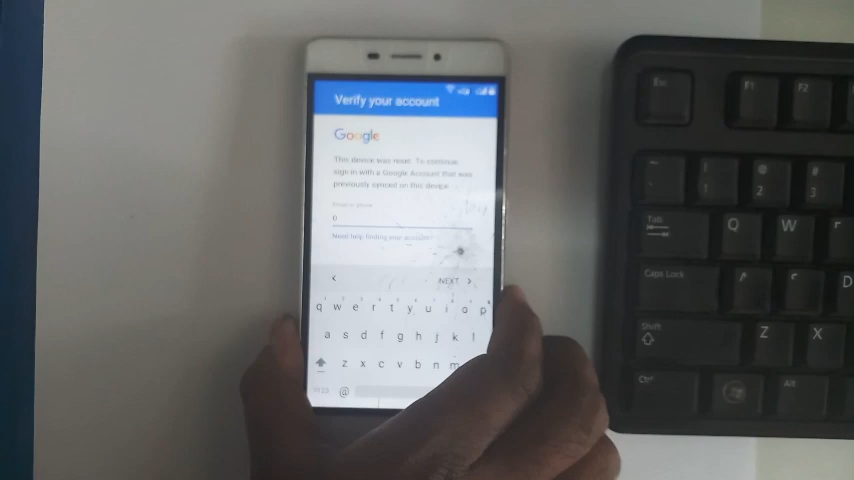 Verify your account
Google
This device was reset. To continue,
sign in with a Google Account that was
previously synced on this device.
Email or phone
0
Need help finding your account?
NEXT
q w e r t y u i o p
a s d f g h j k l
z x c v b n m
@
Esc F1 F2
~ ! @ #
1 2 3
Tab Q W
Caps Lock D
Shift Z X
Ctrl Alt